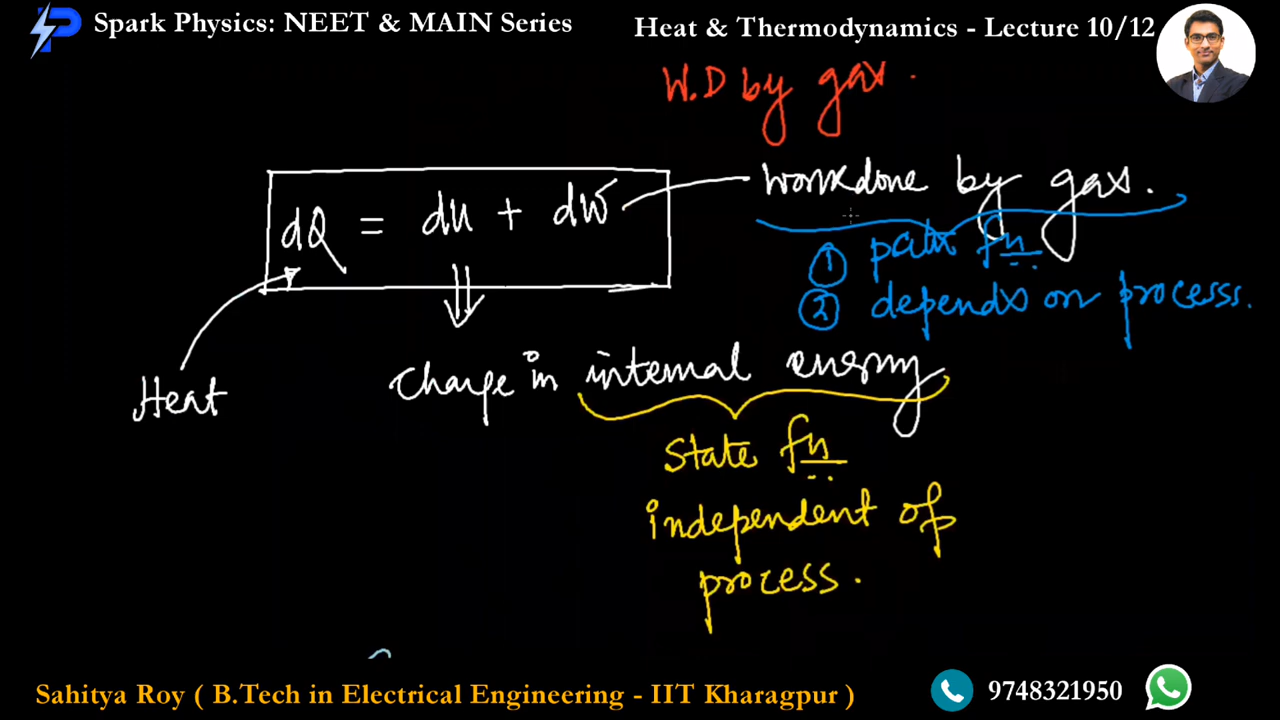 Spark Physics: NEET & MAIN Series
Heat & Thermodynamics - Lecture 10/12
W.D by gas.
workdone by gas.
dQ = du + dw
① path fn
② depends on process.
Heat
Change in internal energy
State fn
independent of
process.
Sahitya Roy ( B.Tech in Electrical Engineering - IIT Kharagpur )
9748321950